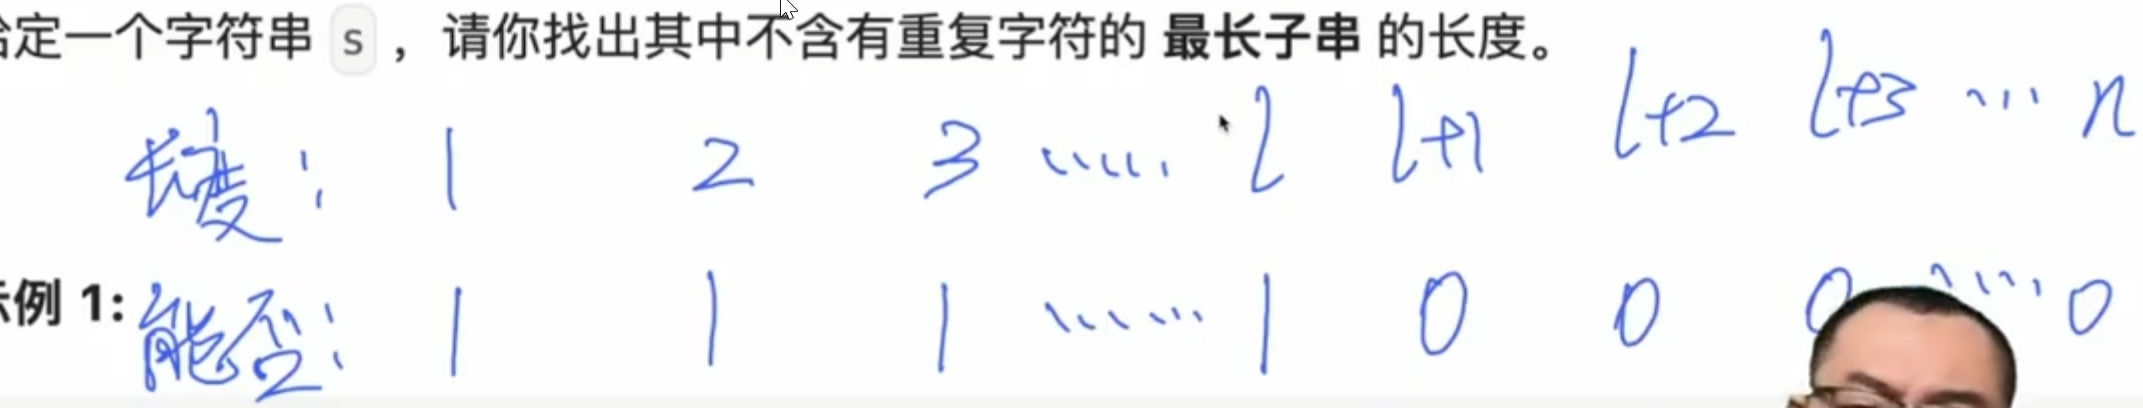 给定一个字符串 s ，请你找出其中不含有重复字符的 最长子串 的长度。
长度： 1 2 3 ...... l l+1 l+2 l+3 ... n
示例 1:
能否： 1 1 1 ...... 1 0 0 0 ..... 0